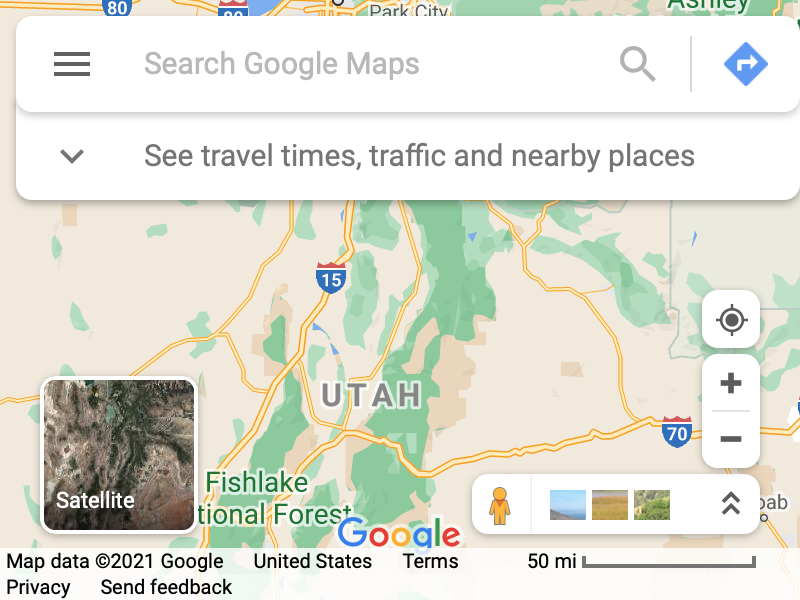 80
80
Park City
Ashley
Search Google Maps
See travel times, traffic and nearby places
15
UTAH
70
Satellite
Fishlake
tional Forest
Google
oab
Map data ©2021 Google United States Terms 50 mi
Privacy Send feedback